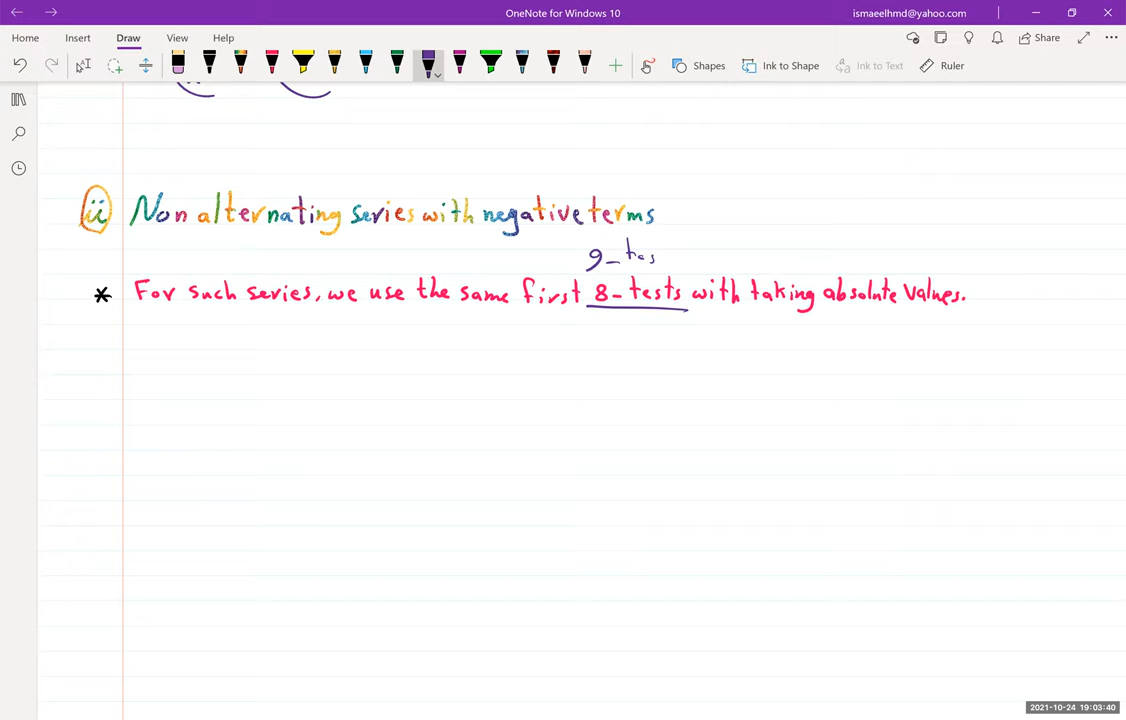 OneNote for Windows 10
ismaeelhmd@yahoo.com
Home Insert Draw View Help
Share
Shapes
Ink to Shape
Ink to Text
Ruler
ii Non alternating series with negative terms
9-tes
* For such series, we use the same first 8-tests with taking absolute values.
2021-10-24 19:03:40